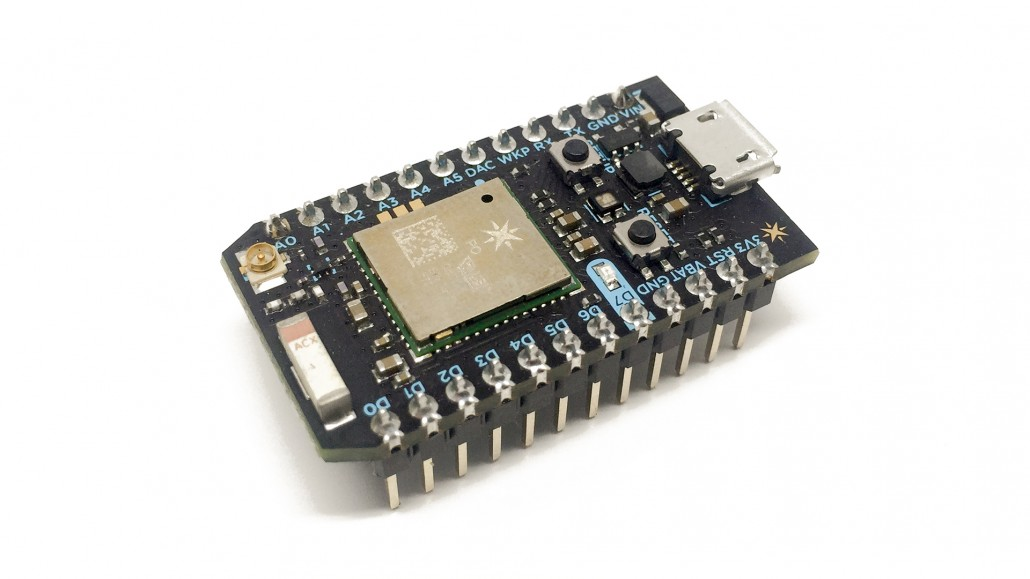 VIN
GND
TX
RX
WKP
DAC
A5
A4
A3
A2
A1
A0
P0
ACX
3V3
RST
VBAT
GND
D7
D6
D5
D4
D3
D2
D1
D0